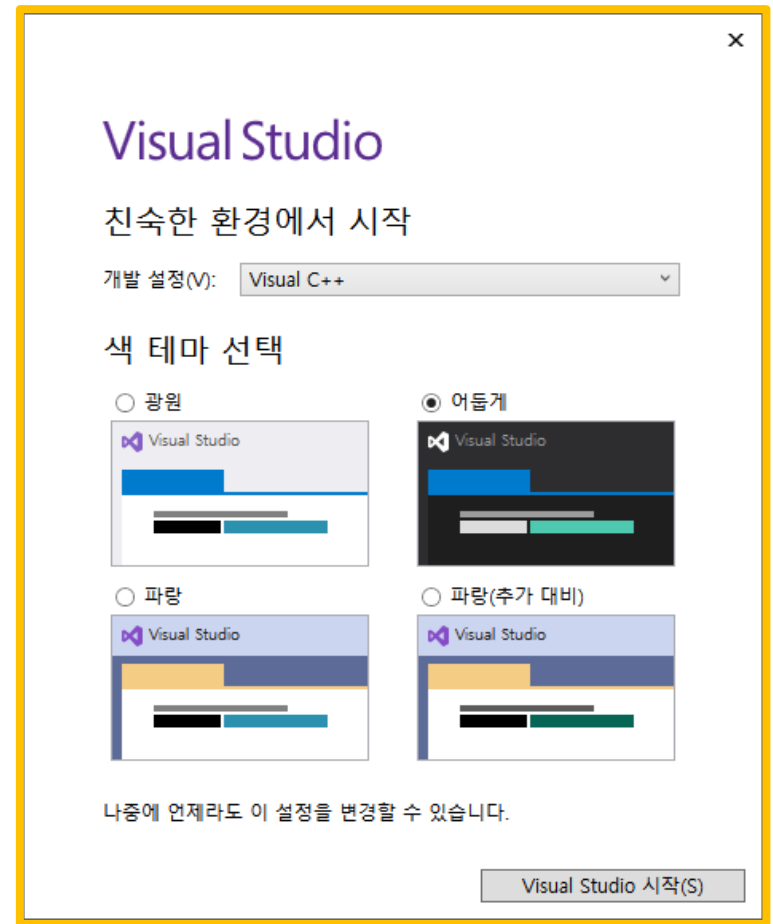 Visual Studio
친숙한 환경에서 시작
개발 설정(V): Visual C++
색 테마 선택
광원 어둡게
Visual Studio Visual Studio
파랑 파랑(추가 대비)
Visual Studio Visual Studio
나중에 언제라도 이 설정을 변경할 수 있습니다.
Visual Studio 시작(S)